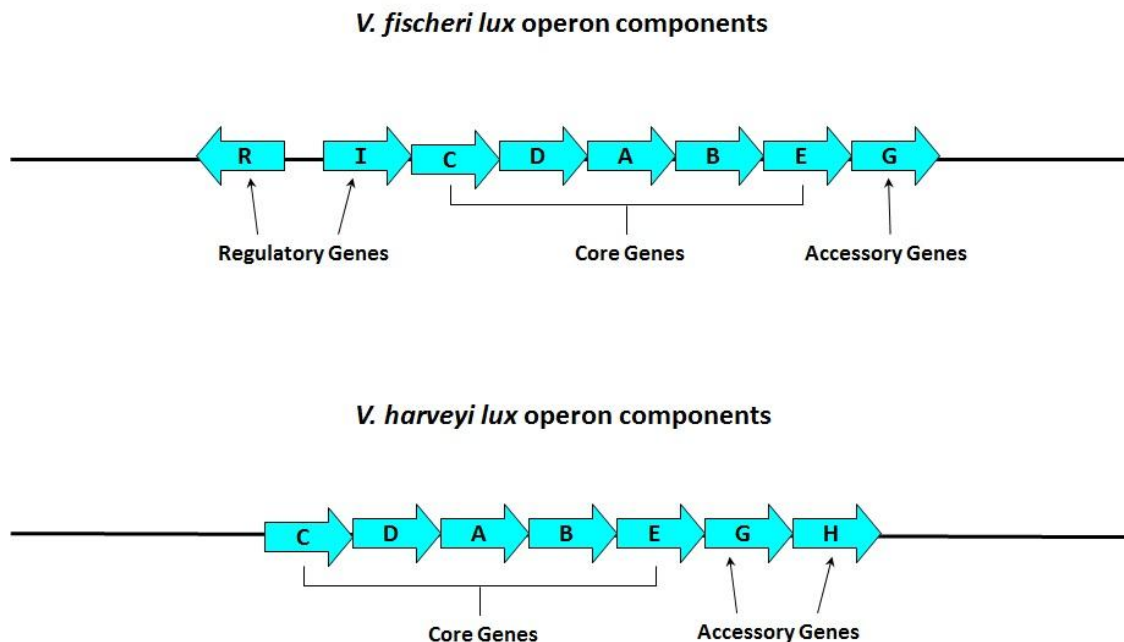 V. fischeri lux operon components
R I C D A B E G
Regulatory Genes Core Genes Accessory Genes
V. harveyi lux operon components
C D A B E G H
Core Genes Accessory Genes